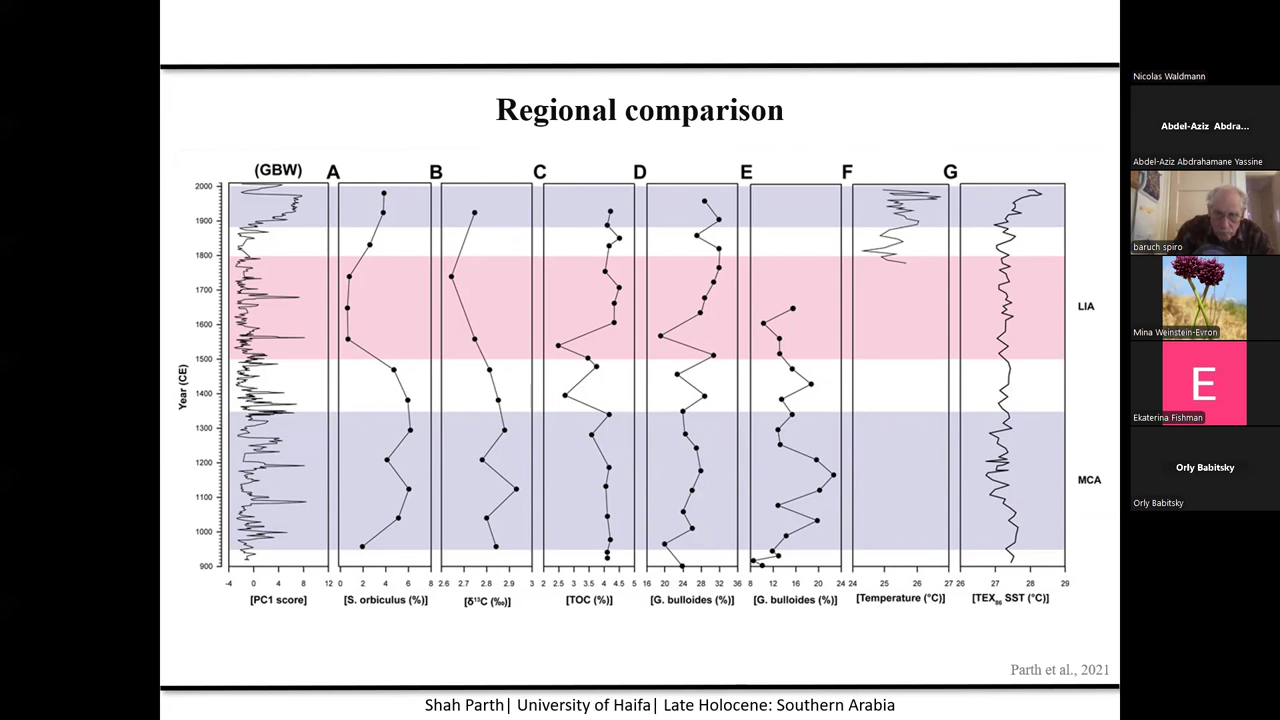 Regional comparison
(GBW) A B C D E F G
2000
1900
1800
1700
1600
1500
1400
1300
1200
1100
1000
900
Year (CE)
LIA
MCA
-4 0 4 8 12 0 2 4 6 8 2.6 2.7 2.8 2.9 3 2 2.5 3 3.5 4 4.5 5 16 20 24 28 32 36 8 12 16 20 24 24 25 26 27 26 27 28 29
[PC1 score] [S. orbiculus (%)] [δ¹³C (‰)] [TOC (%)] [G. bulloides (%)] [G. bulloides (%)] [Temperature (°C)] [TEX₈₆ SST (°C)]
Parth et al., 2021
Shah Parth| University of Haifa| Late Holocene: Southern Arabia
Nicolas Waldmann
Abdel-Aziz Abdra...
Abdel-Aziz Abdrahamane Yassine
baruch spiro
Mina Weinstein-Evron
E
Ekaterina Fishman
Orly Babitsky
Orly Babitsky